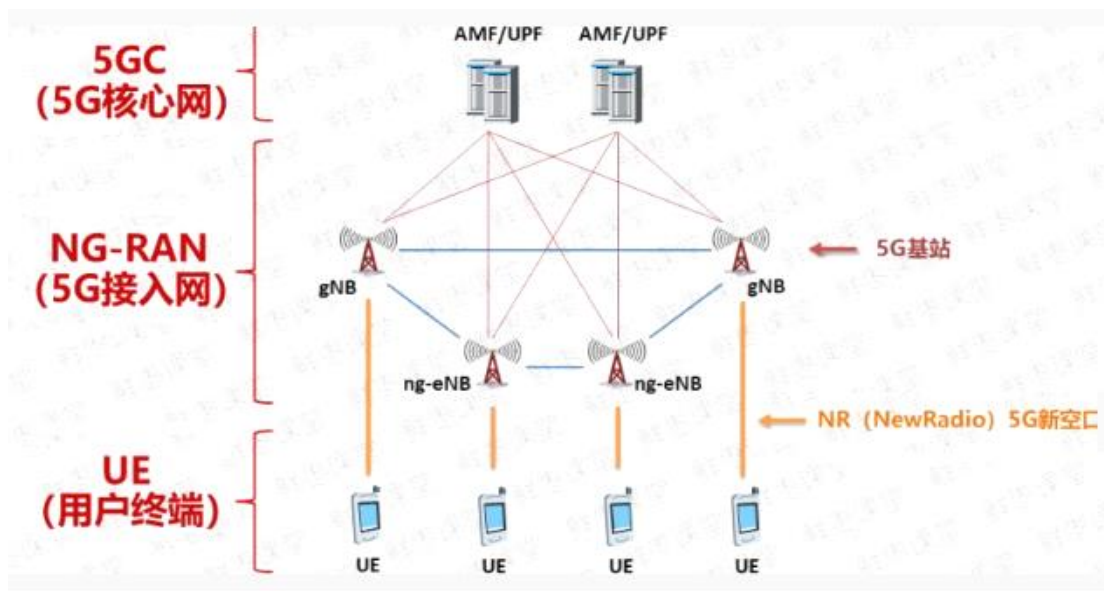 AMF/UPF
AMF/UPF
5GC
（5G核心网）
NG-RAN
（5G接入网）
gNB
gNB
5G基站
ng-eNB
ng-eNB
NR（NewRadio）5G新空口
UE
（用户终端）
UE
UE
UE
UE